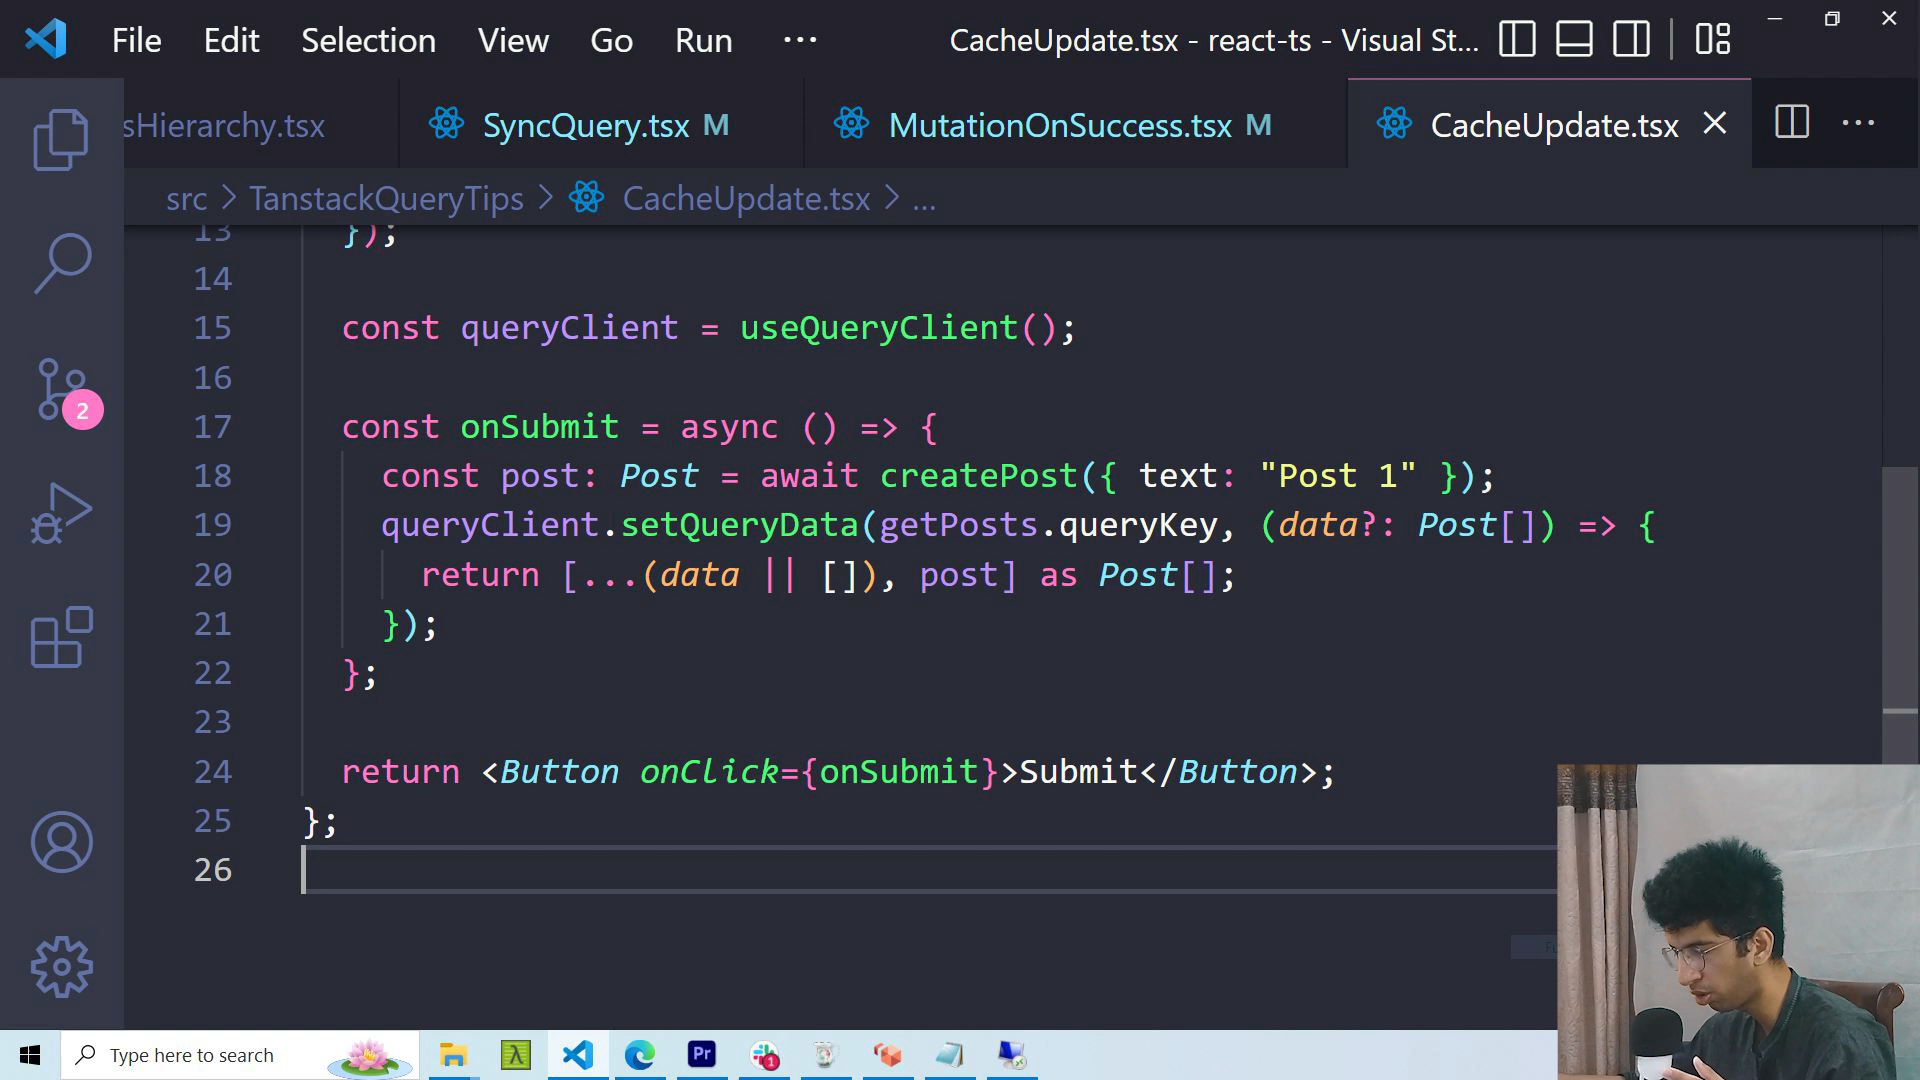 File Edit Selection View Go Run ··· CacheUpdate.tsx - react-ts - Visual St...
sHierarchy.tsx SyncQuery.tsx M MutationOnSuccess.tsx M CacheUpdate.tsx
src > TanstackQueryTips > CacheUpdate.tsx > ...
13 });
14
15 const queryClient = useQueryClient();
16
17 const onSubmit = async () => {
18 const post: Post = await createPost({ text: "Post 1" });
19 queryClient.setQueryData(getPosts.queryKey, (data?: Post[]) => {
20 return [...(data || []), post] as Post[];
21 });
22 };
23
24 return <Button onClick={onSubmit}>Submit</Button>;
25 };
26
2
Type here to search
λ
Pr
1